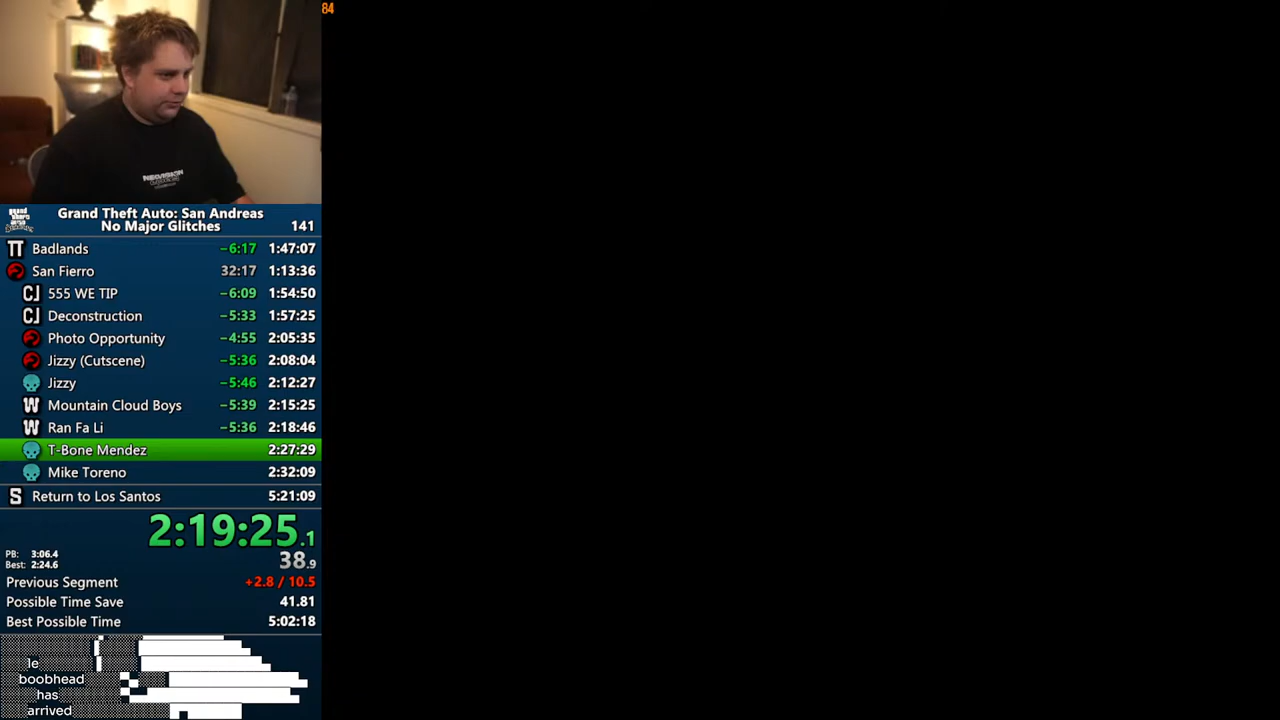 84
Grand Theft Auto: San Andreas
No Major Glitches 141
Badlands -6:17 1:47:07
San Fierro 32:17 1:13:36
555 WE TIP -6:09 1:54:50
Deconstruction -5:33 1:57:25
Photo Opportunity -4:55 2:05:35
Jizzy (Cutscene) -5:36 2:08:04
Jizzy -5:46 2:12:27
Mountain Cloud Boys -5:39 2:15:25
Ran Fa Li -5:36 2:18:46
T-Bone Mendez 2:27:29
Mike Toreno 2:32:09
Return to Los Santos 5:21:09
2:19:25.1
PB: 3:06.4
Best: 2:24.6
38.9
Previous Segment +2.8 / 10.5
Possible Time Save 41.81
Best Possible Time 5:02:18
le
boobhead
has
arrived